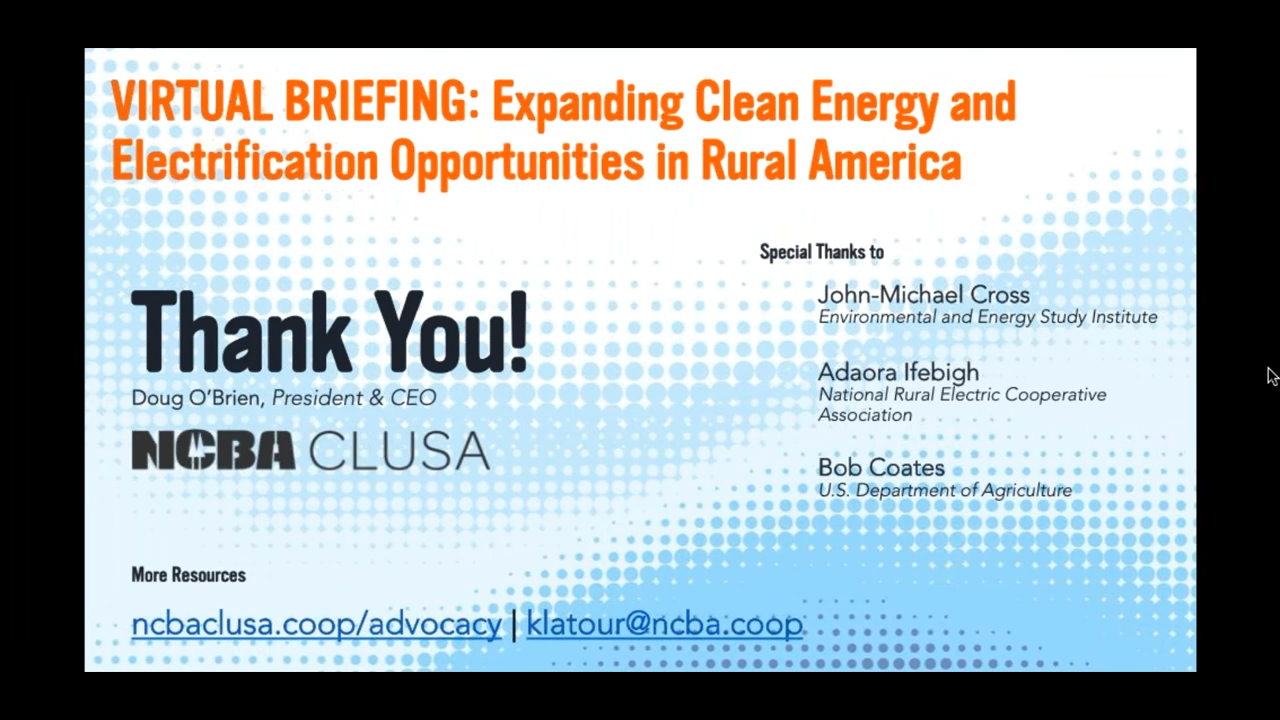 VIRTUAL BRIEFING: Expanding Clean Energy and
Electrification Opportunities in Rural America
Thank You!
Doug O'Brien, President & CEO
NCBA CLUSA
Special Thanks to
John-Michael Cross
Environmental and Energy Study Institute
Adaora Ifebigh
National Rural Electric Cooperative
Association
Bob Coates
U.S. Department of Agriculture
More Resources
ncbaclusa.coop/advocacy | klatour@ncba.coop